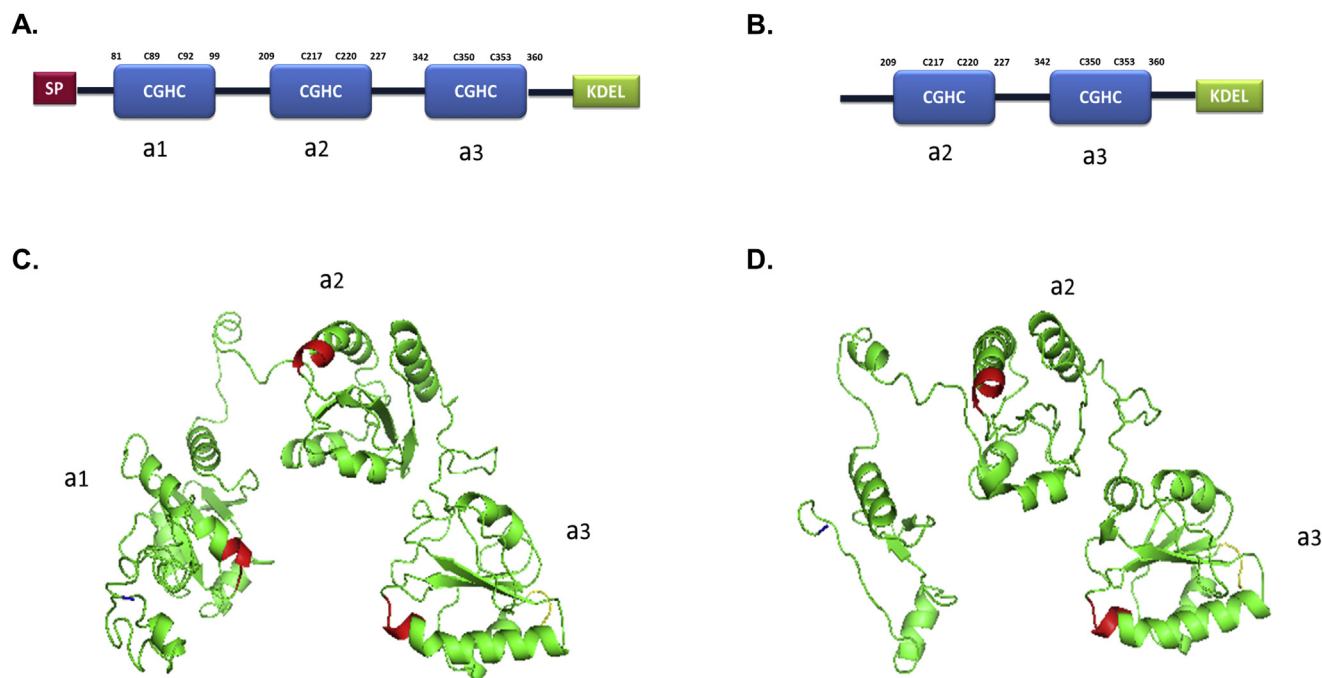 A.
81 C89 C92 99 209 C217 C220 227 342 C350 C353 360
SP CGHC CGHC CGHC KDEL
a1 a2 a3
B.
209 C217 C220 227 342 C350 C353 360
CGHC CGHC KDEL
a2 a3
C.
a2
a1
a3
D.
a2
a3